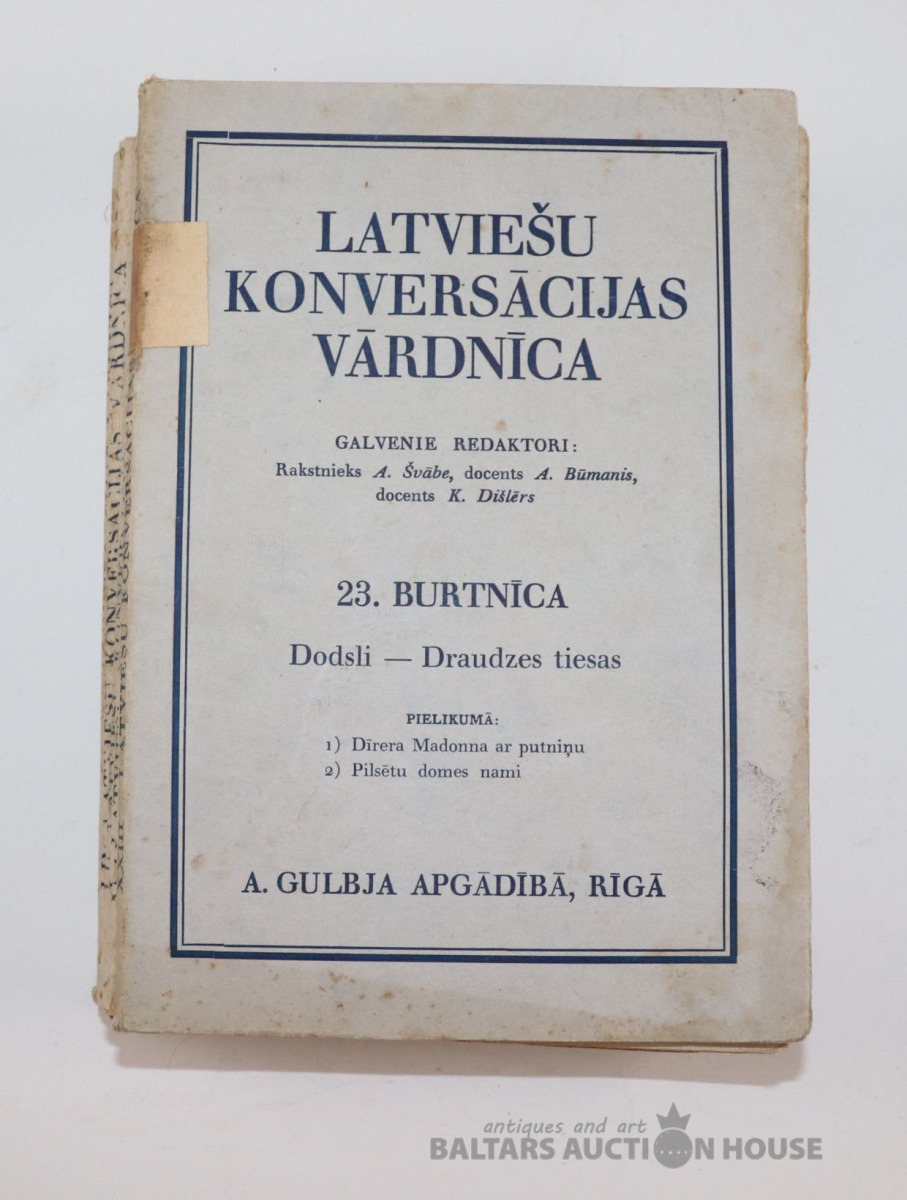 LATVIEŠU
KONVERSĀCIJAS
VĀRDNĪCA
GALVENIE REDAKTORI:
Rakstnieks A. Švābe, docents A. Būmanis,
docents K. Dišlērs
23. BURTNĪCA
Dodsli — Draudzes tiesas
PIELIKUMĀ:
1) Dīrera Madonna ar putniņu
2) Pilsētu domes nami
A. GULBJA APGĀDĪBĀ, RĪGĀ
antiques and art
BALTARS AUCTION HOUSE